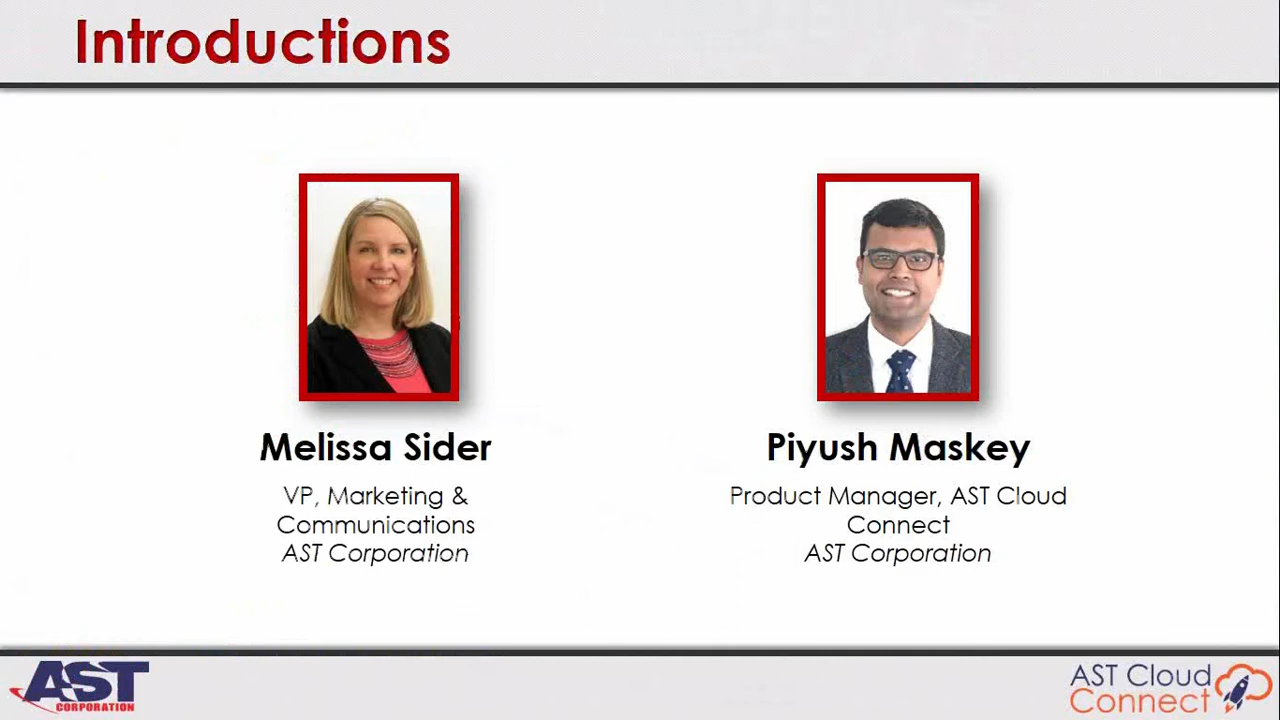 Introductions
Melissa Sider
VP, Marketing &
Communications
AST Corporation
Piyush Maskey
Product Manager, AST Cloud
Connect
AST Corporation
AST
CORPORATION
AST Cloud
Connect